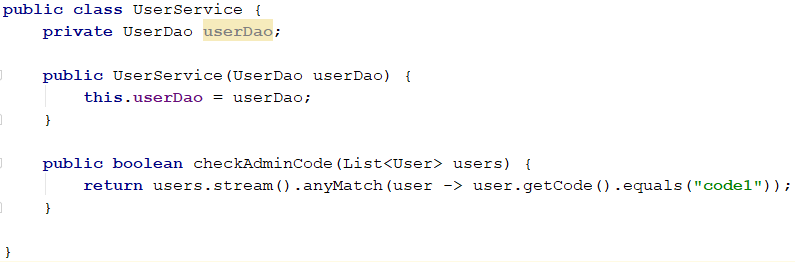 public class UserService {
    private UserDao userDao;

    public UserService(UserDao userDao) {
        this.userDao = userDao;
    }

    public boolean checkAdminCode(List<User> users) {
        return users.stream().anyMatch(user -> user.getCode().equals("code1"));
    }

}